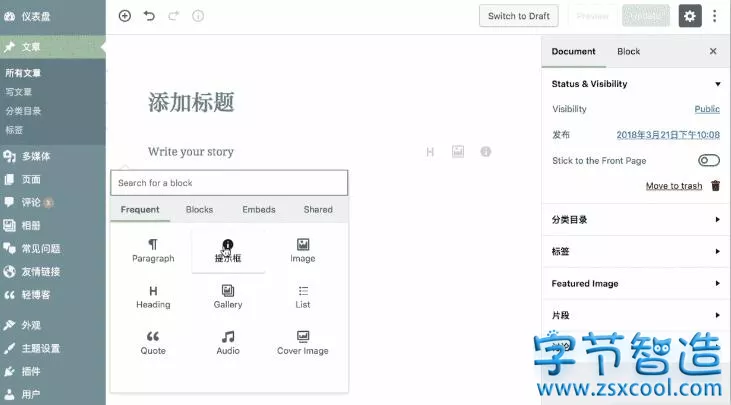 仪表盘
文章
所有文章
写文章
分类目录
标签
多媒体
页面
评论
相册
常见问题
友情链接
轻博客
外观
主题设置
插件
用户
Switch to Draft
Preview
Update
添加标题
Write your story
H
Search for a block
Frequent
Blocks
Embeds
Shared
Paragraph
提示框
Image
Heading
Gallery
List
Quote
Audio
Cover Image
Document
Block
Status & Visibility
Visibility
Public
发布
2018年3月21日下午10:08
Stick to the Front Page
Move to trash
分类目录
标签
Featured Image
片段
字节智造
www.zsxcool.com